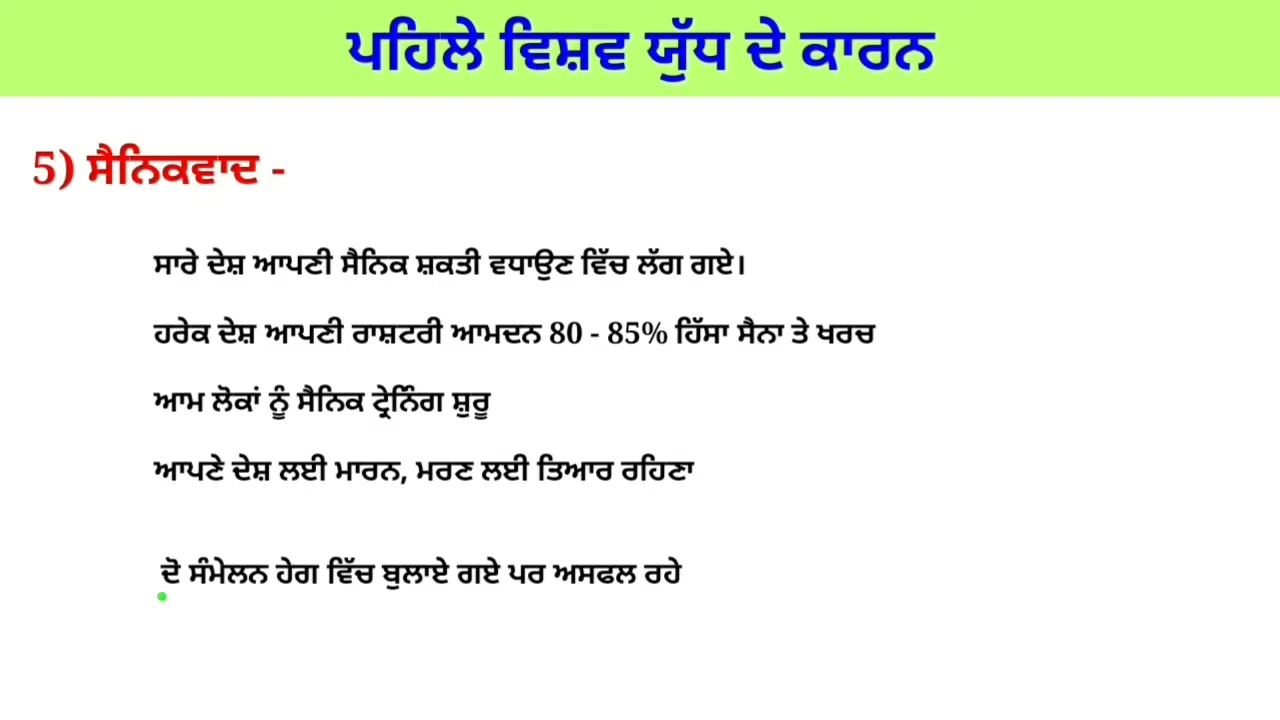 ਪਹਿਲੇ ਵਿਸ਼ਵ ਯੁੱਧ ਦੇ ਕਾਰਨ
5) ਸੈਨਿਕਵਾਦ -
ਸਾਰੇ ਦੇਸ਼ ਆਪਣੀ ਸੈਨਿਕ ਸ਼ਕਤੀ ਵਧਾਉਣ ਵਿੱਚ ਲੱਗ ਗਏ।
ਹਰੇਕ ਦੇਸ਼ ਆਪਣੀ ਰਾਸ਼ਟਰੀ ਆਮਦਨ 80 - 85% ਹਿੱਸਾ ਸੈਨਾ ਤੇ ਖਰਚ
ਆਮ ਲੋਕਾਂ ਨੂੰ ਸੈਨਿਕ ਟ੍ਰੇਨਿੰਗ ਸ਼ੁਰੂ
ਆਪਣੇ ਦੇਸ਼ ਲਈ ਮਾਰਨ, ਮਰਣ ਲਈ ਤਿਆਰ ਰਹਿਣਾ
ਦੋ ਸੰਮੇਲਨ ਹੇਗ ਵਿੱਚ ਬੁਲਾਏ ਗਏ ਪਰ ਅਸਫਲ ਰਹੇ